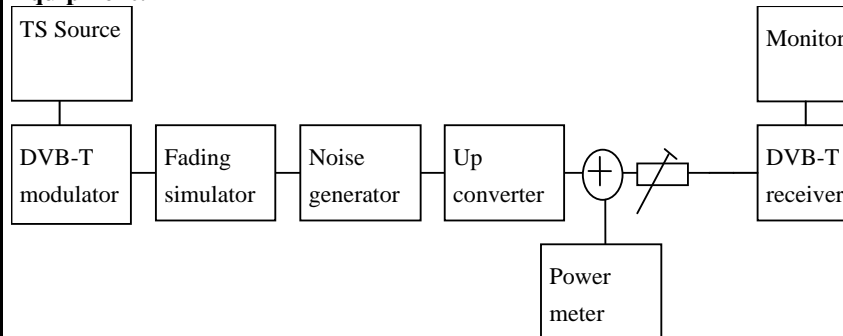 TS Source
Monitor
DVB-T
modulator
Fading
simulator
Noise
generator
Up
converter
+
DVB-T
receiver
Power
meter